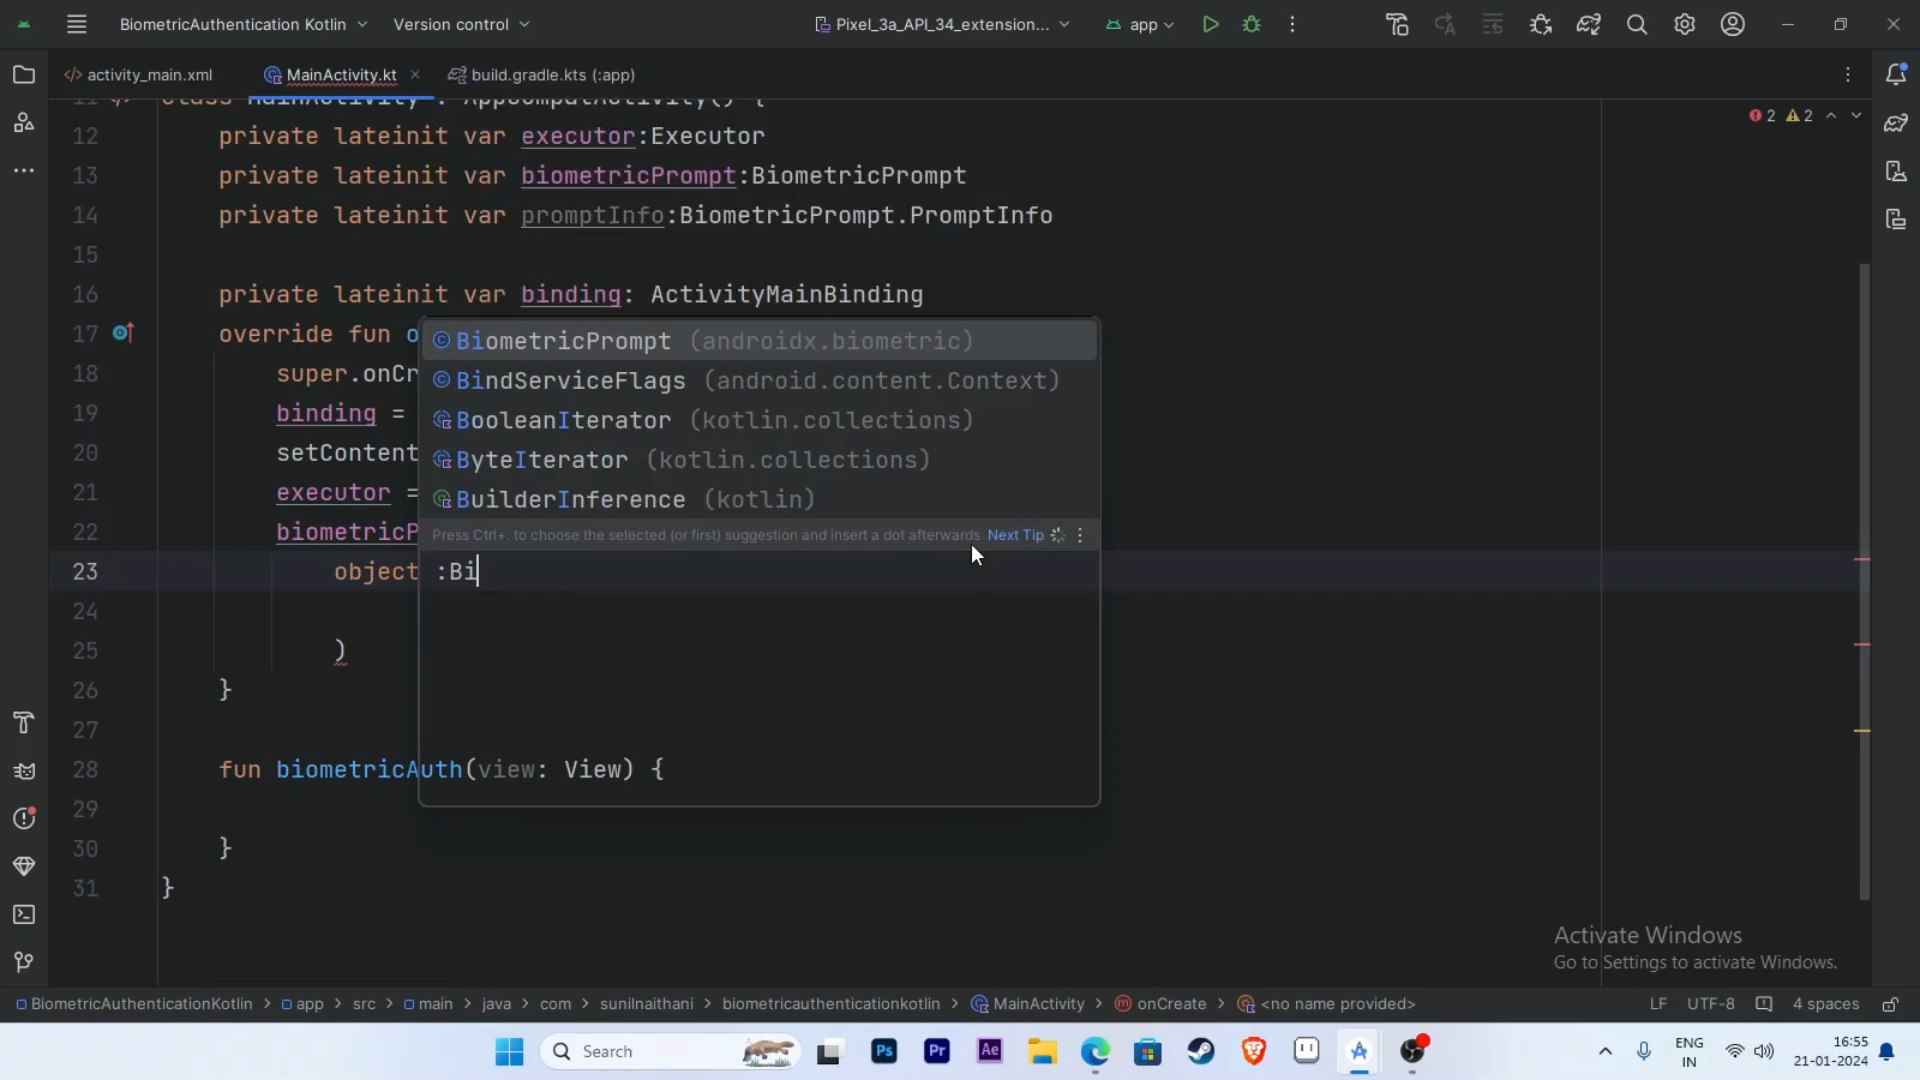 BiometricAuthentication Kotlin
Version control
Pixel_3a_API_34_extension...
app
activity_main.xml
MainActivity.kt
build.gradle.kts (:app)
2 2
11 class MainActivity : AppCompatActivity() {
12 private lateinit var executor:Executor
13 private lateinit var biometricPrompt:BiometricPrompt
14 private lateinit var promptInfo:BiometricPrompt.PromptInfo
15
16 private lateinit var binding: ActivityMainBinding
17 override fun o
BiometricPrompt (androidx.biometric)
18 super.onCr
BindServiceFlags (android.content.Context)
19 binding =
BooleanIterator (kotlin.collections)
20 setContent
ByteIterator (kotlin.collections)
21 executor =
BuilderInference (kotlin)
22 biometricP
Press Ctrl+. to choose the selected (or first) suggestion and insert a dot afterwards Next Tip
23 object :Bi
24
25 )
26 }
27
28 fun biometricAuth(view: View) {
29
30 }
31 }
Activate Windows
Go to Settings to activate Windows.
BiometricAuthenticationKotlin > app > src > main > java > com > sunilnaithani > biometricauthenticationkotlin > MainActivity > onCreate > <no name provided>
LF UTF-8 4 spaces
Search
Ps
Pr
Ae
ENG
IN
16:55
21-01-2024